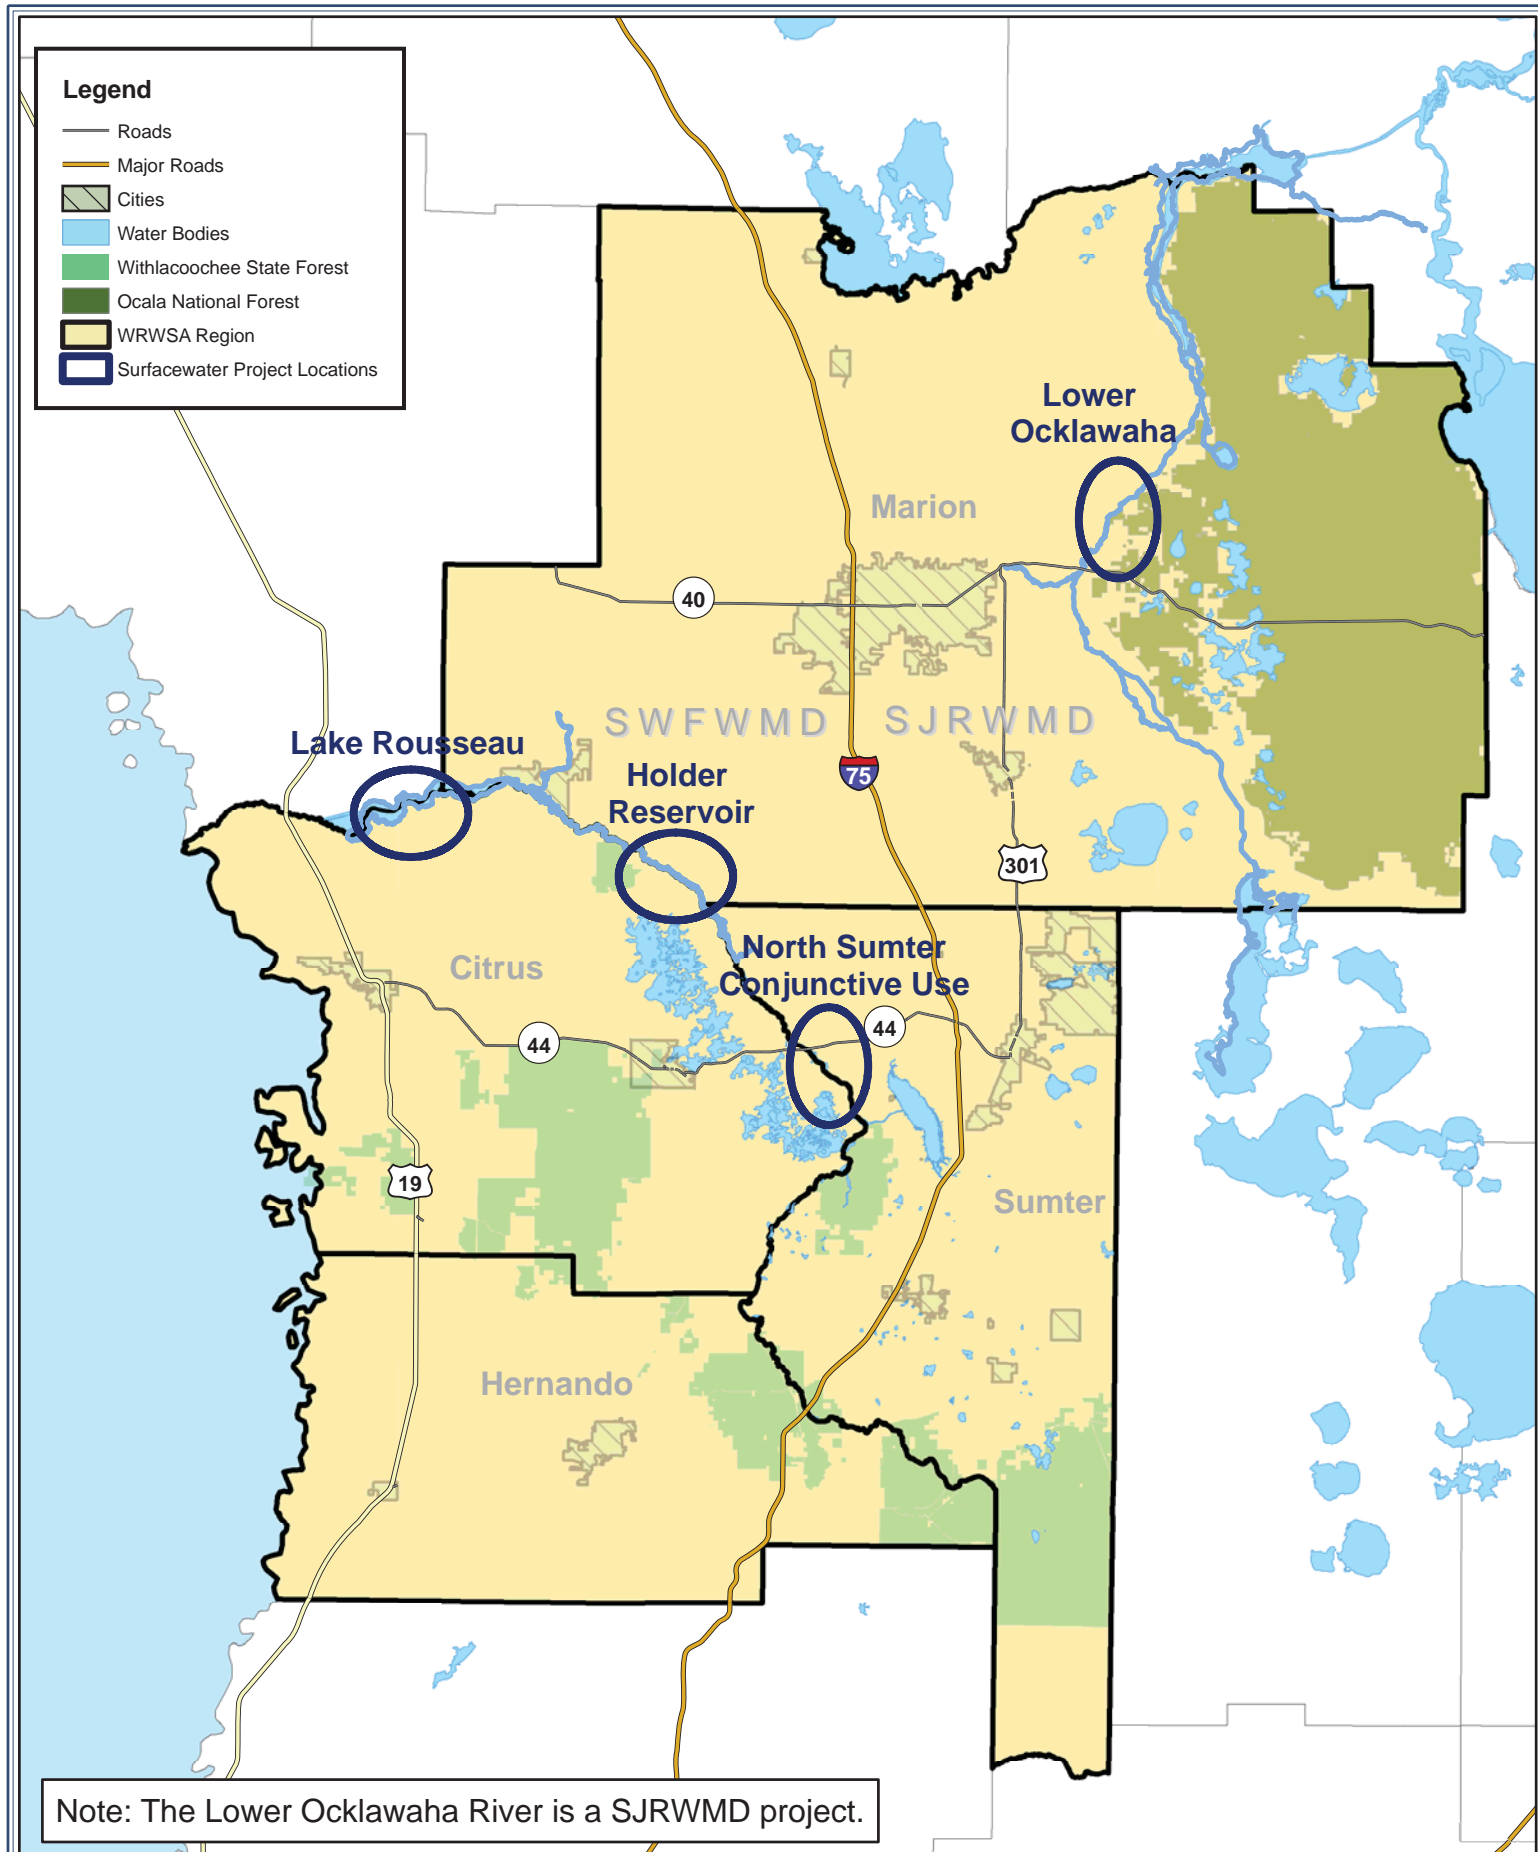 Legend
Roads
Major Roads
Cities
Water Bodies
Withlacoochee State Forest
Ocala National Forest
WRWSA Region
Surfacewater Project Locations
Lower
Ocklawaha
Marion
40
SWFWMD
SJRWMD
Lake Rousseau
Holder
Reservoir
75
301
North Sumter
Conjunctive Use
Citrus
44
44
19
Sumter
Hernando
Note: The Lower Ocklawaha River is a SJRWMD project.